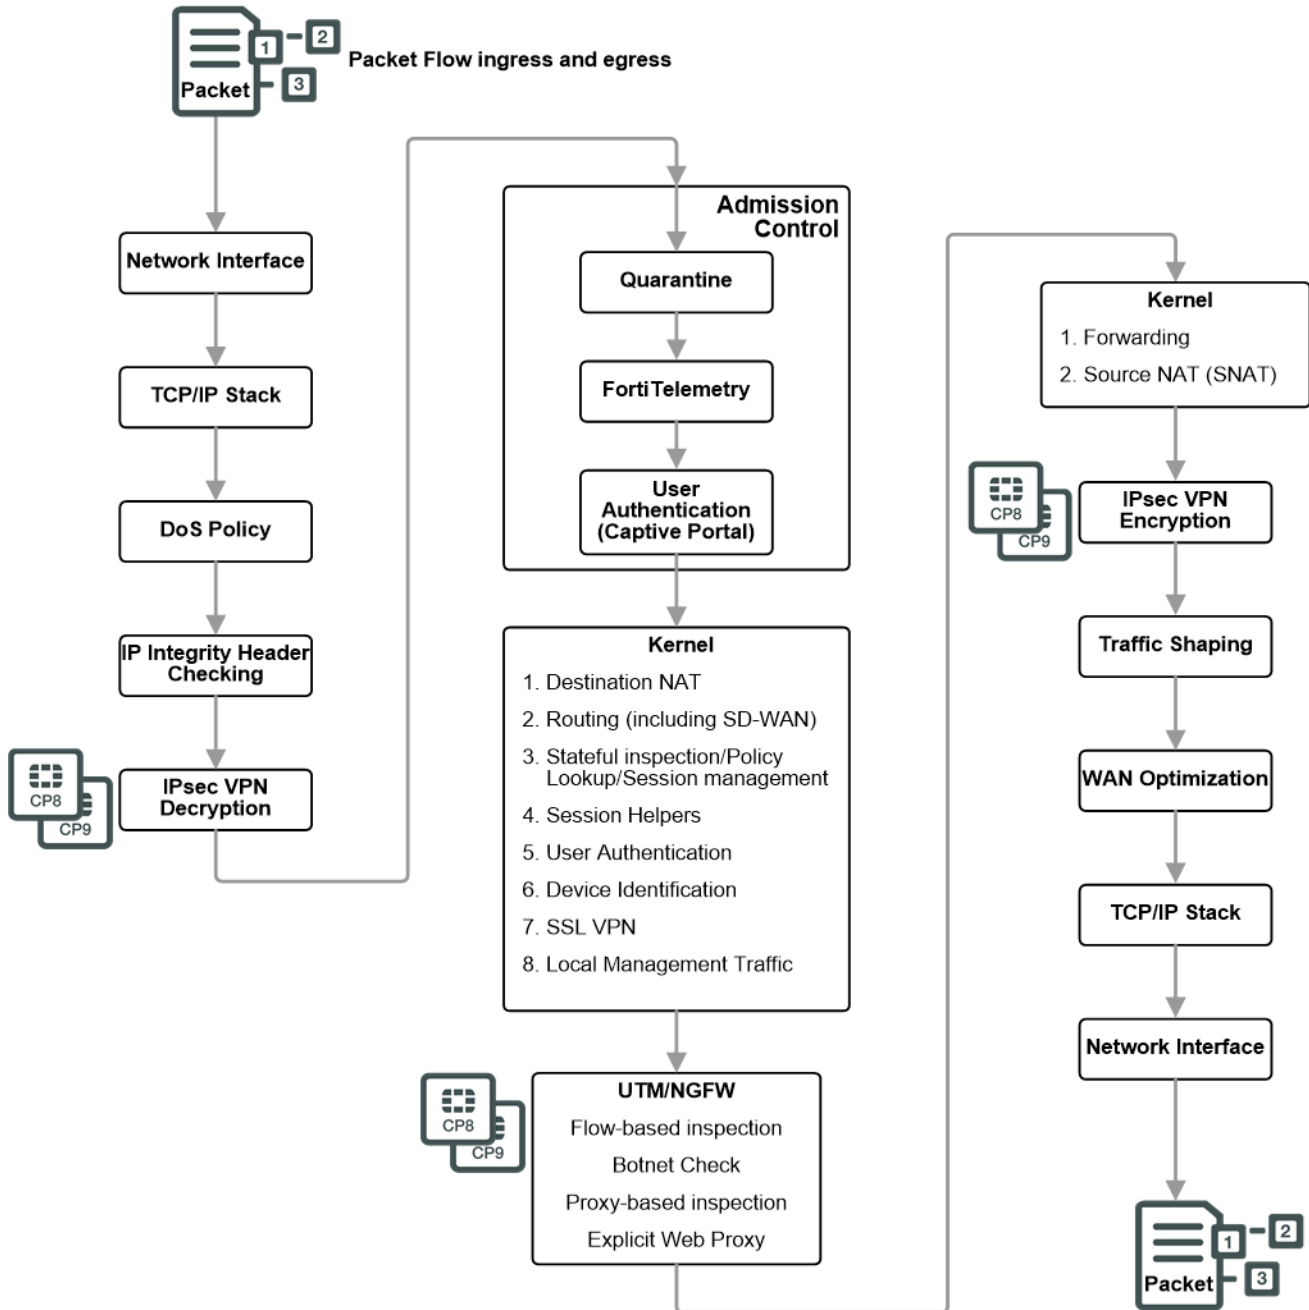 Packet Flow ingress and egress
1
2
3
Packet
Network Interface
TCP/IP Stack
DoS Policy
IP Integrity Header
Checking
CP8
CP9
IPsec VPN
Decryption
Admission
Control
Quarantine
FortiTelemetry
User
Authentication
(Captive Portal)
Kernel
1. Destination NAT
2. Routing (including SD-WAN)
3. Stateful inspection/Policy
Lookup/Session management
4. Session Helpers
5. User Authentication
6. Device Identification
7. SSL VPN
8. Local Management Traffic
CP8
CP9
UTM/NGFW
Flow-based inspection
Botnet Check
Proxy-based inspection
Explicit Web Proxy
Kernel
1. Forwarding
2. Source NAT (SNAT)
CP8
CP9
IPsec VPN
Encryption
Traffic Shaping
WAN Optimization
TCP/IP Stack
Network Interface
1
2
3
Packet